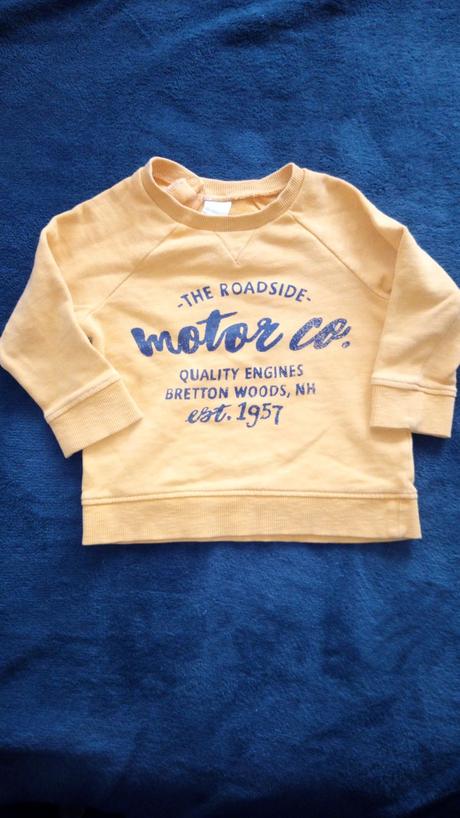 -THE ROADSIDE-
motor co.
QUALITY ENGINES
BRETTON WOODS, NH
est. 1957